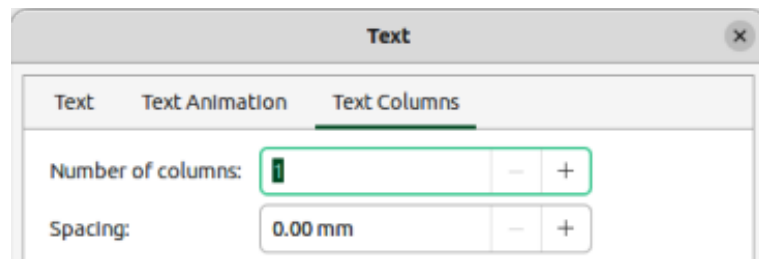 Text
Text Text Animation Text Columns
Number of columns: 1
Spacing: 0.00 mm